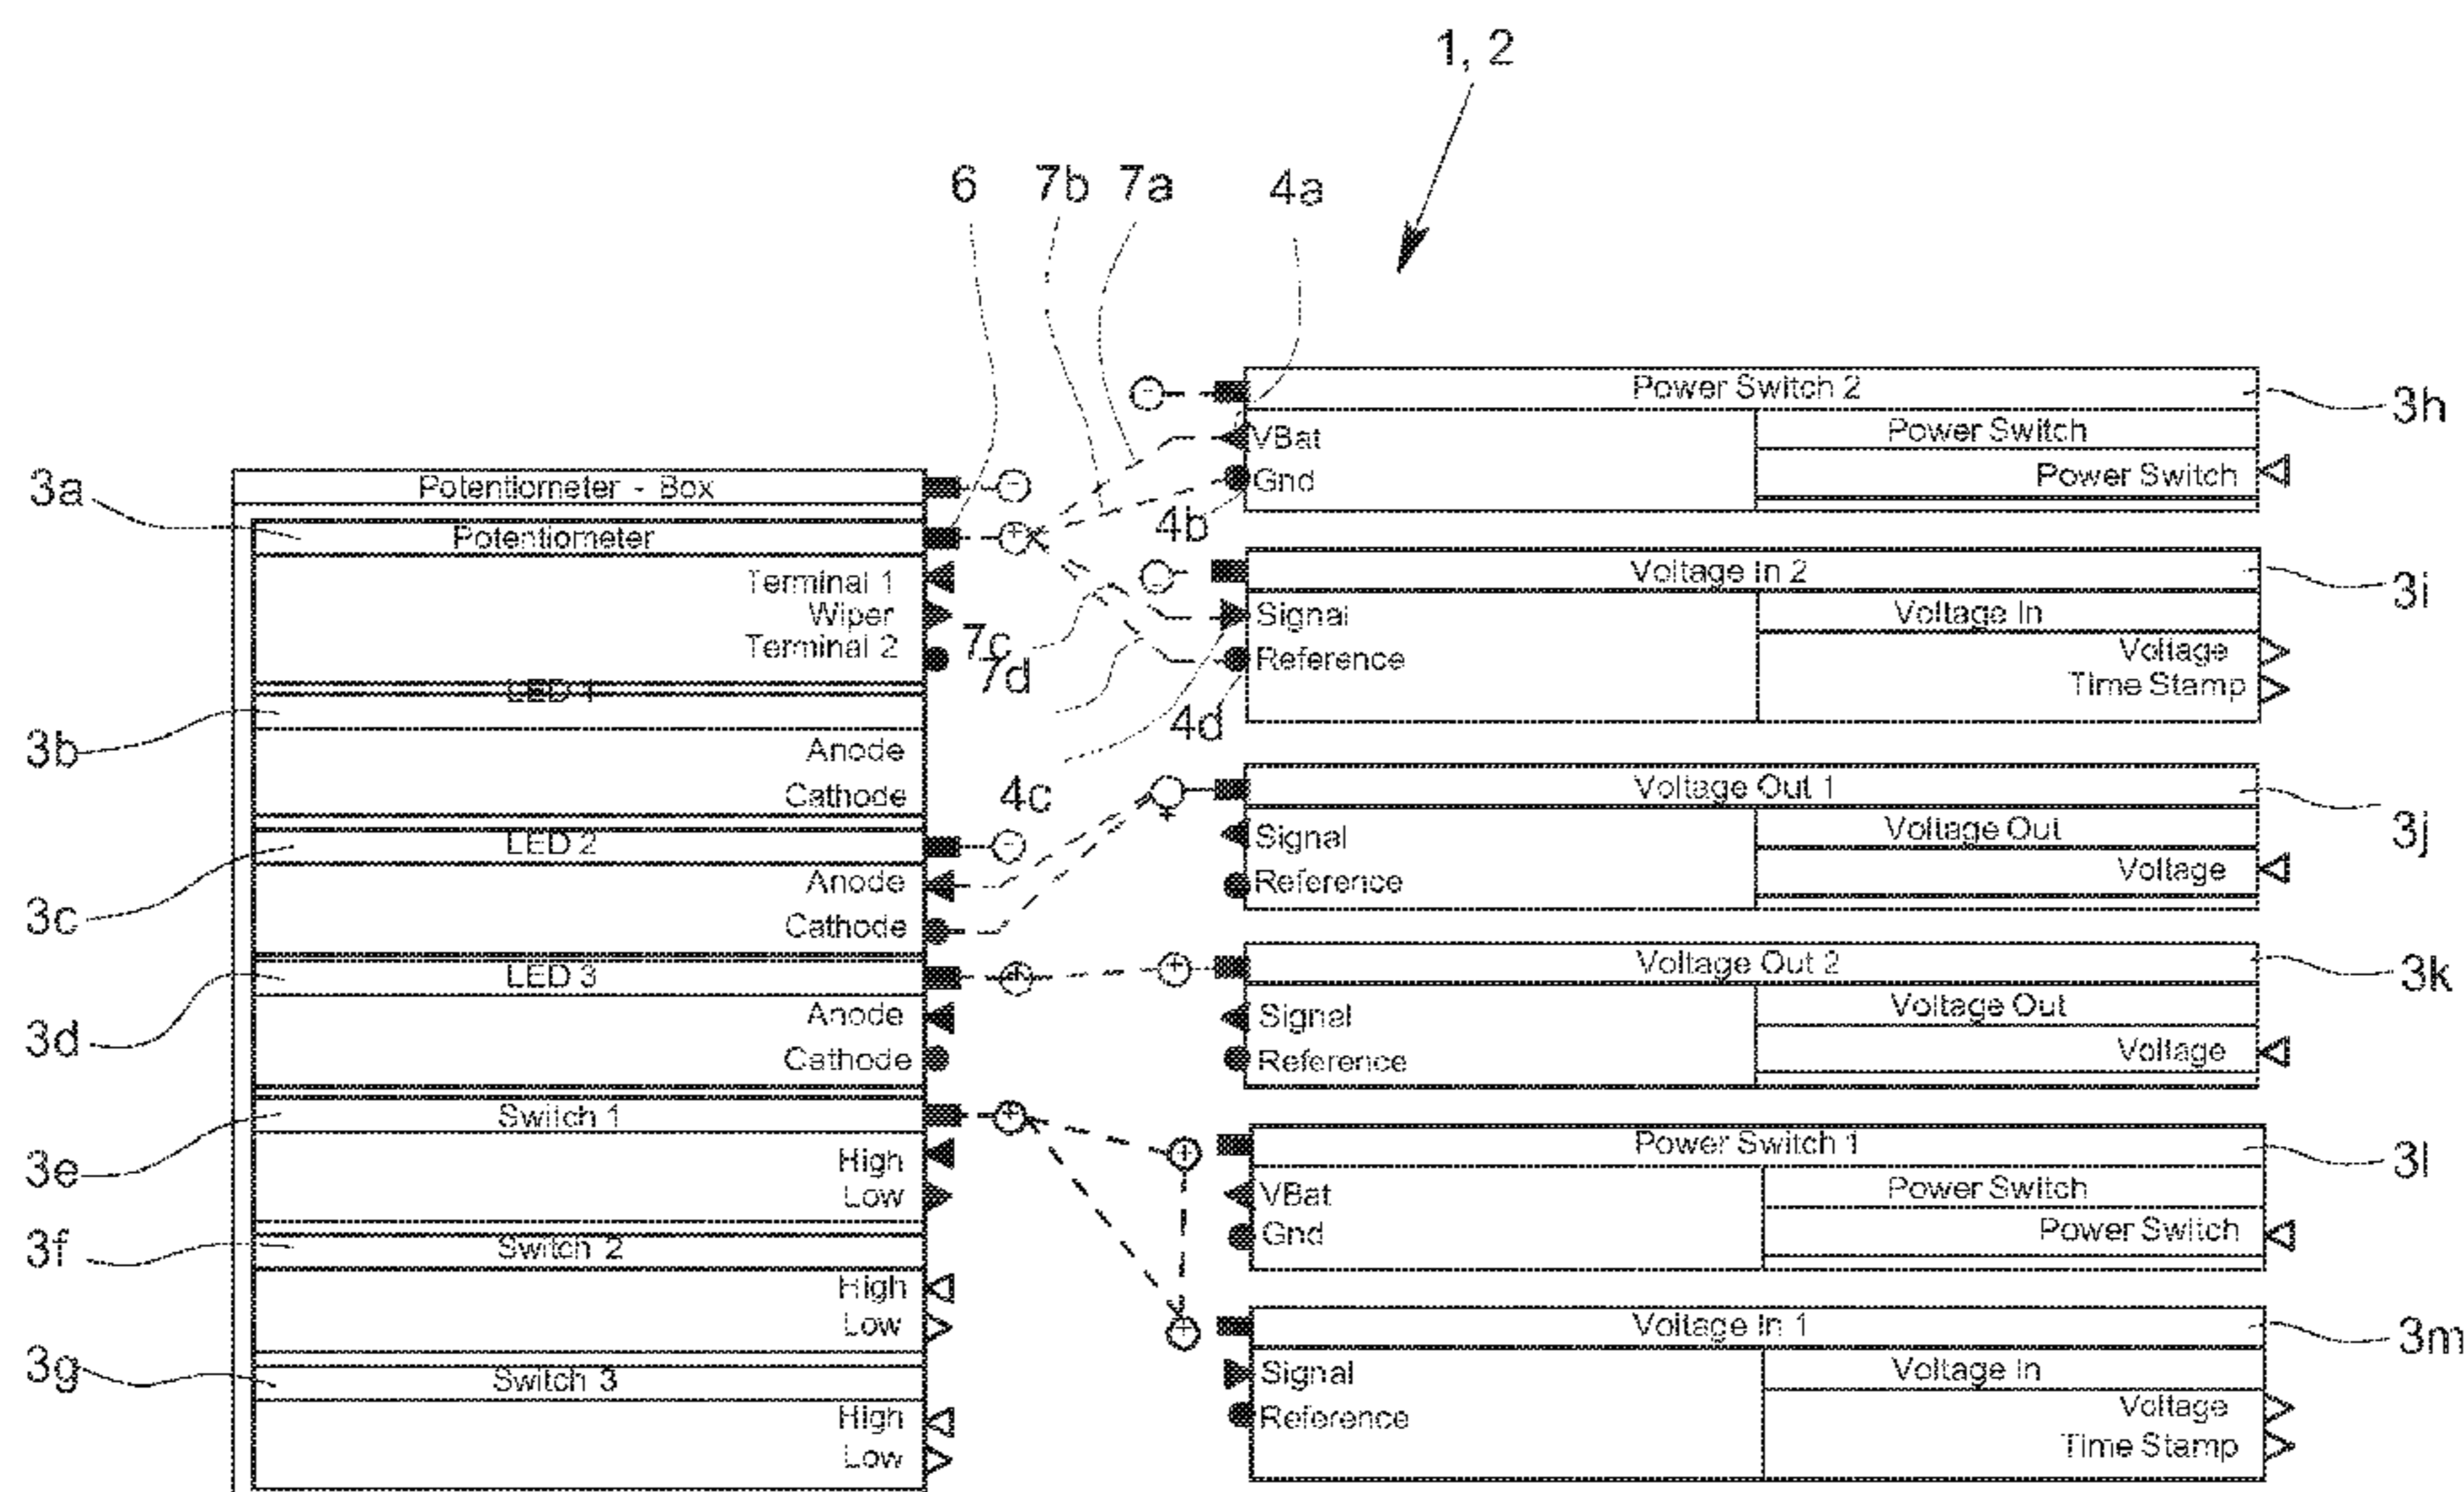 1, 2
6
7b
7a
4a
Potentiometer - Box
3a
Potentiometer
Terminal 1
Wiper
Terminal 2
LED 1
3b
Anode
Cathode
LED 2
3c
Anode
Cathode
LED 3
3d
Anode
Cathode
Switch 1
3e
High
Low
Switch 2
3f
High
Low
Switch 3
3g
High
Low
7c
7d
4c
4b
4d
Power Switch 2
3h
VBat
Gnd
Power Switch
Power Switch
Voltage In 2
3i
Signal
Reference
Voltage In
Voltage
Time Stamp
Voltage Out 1
3j
Signal
Reference
Voltage Out
Voltage
Voltage Out 2
3k
Signal
Reference
Voltage Out
Voltage
Power Switch 1
3l
VBat
Gnd
Power Switch
Power Switch
Voltage In 1
3m
Signal
Reference
Voltage In
Voltage
Time Stamp